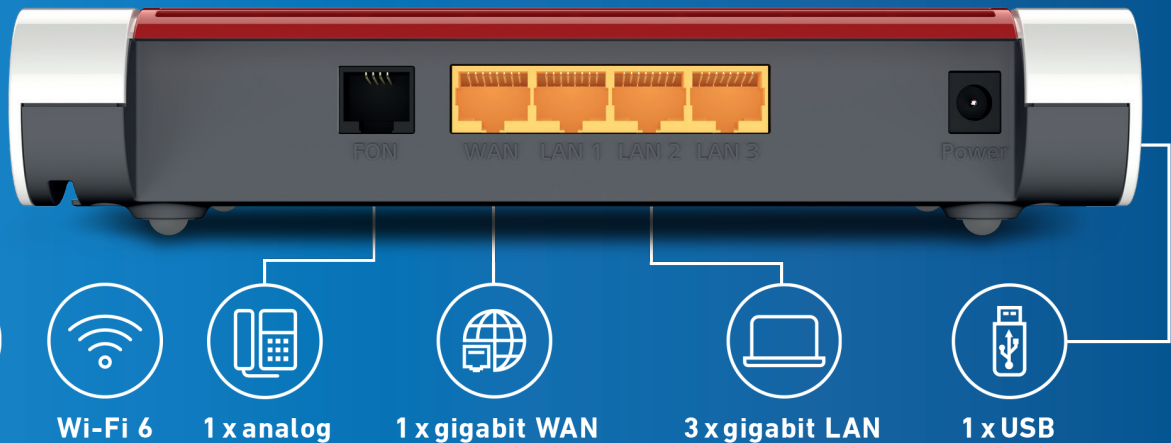 FON WAN LAN 1 LAN 2 LAN 3 Power
Wi-Fi 6 1 x analog 1 x gigabit WAN 3 x gigabit LAN 1 x USB